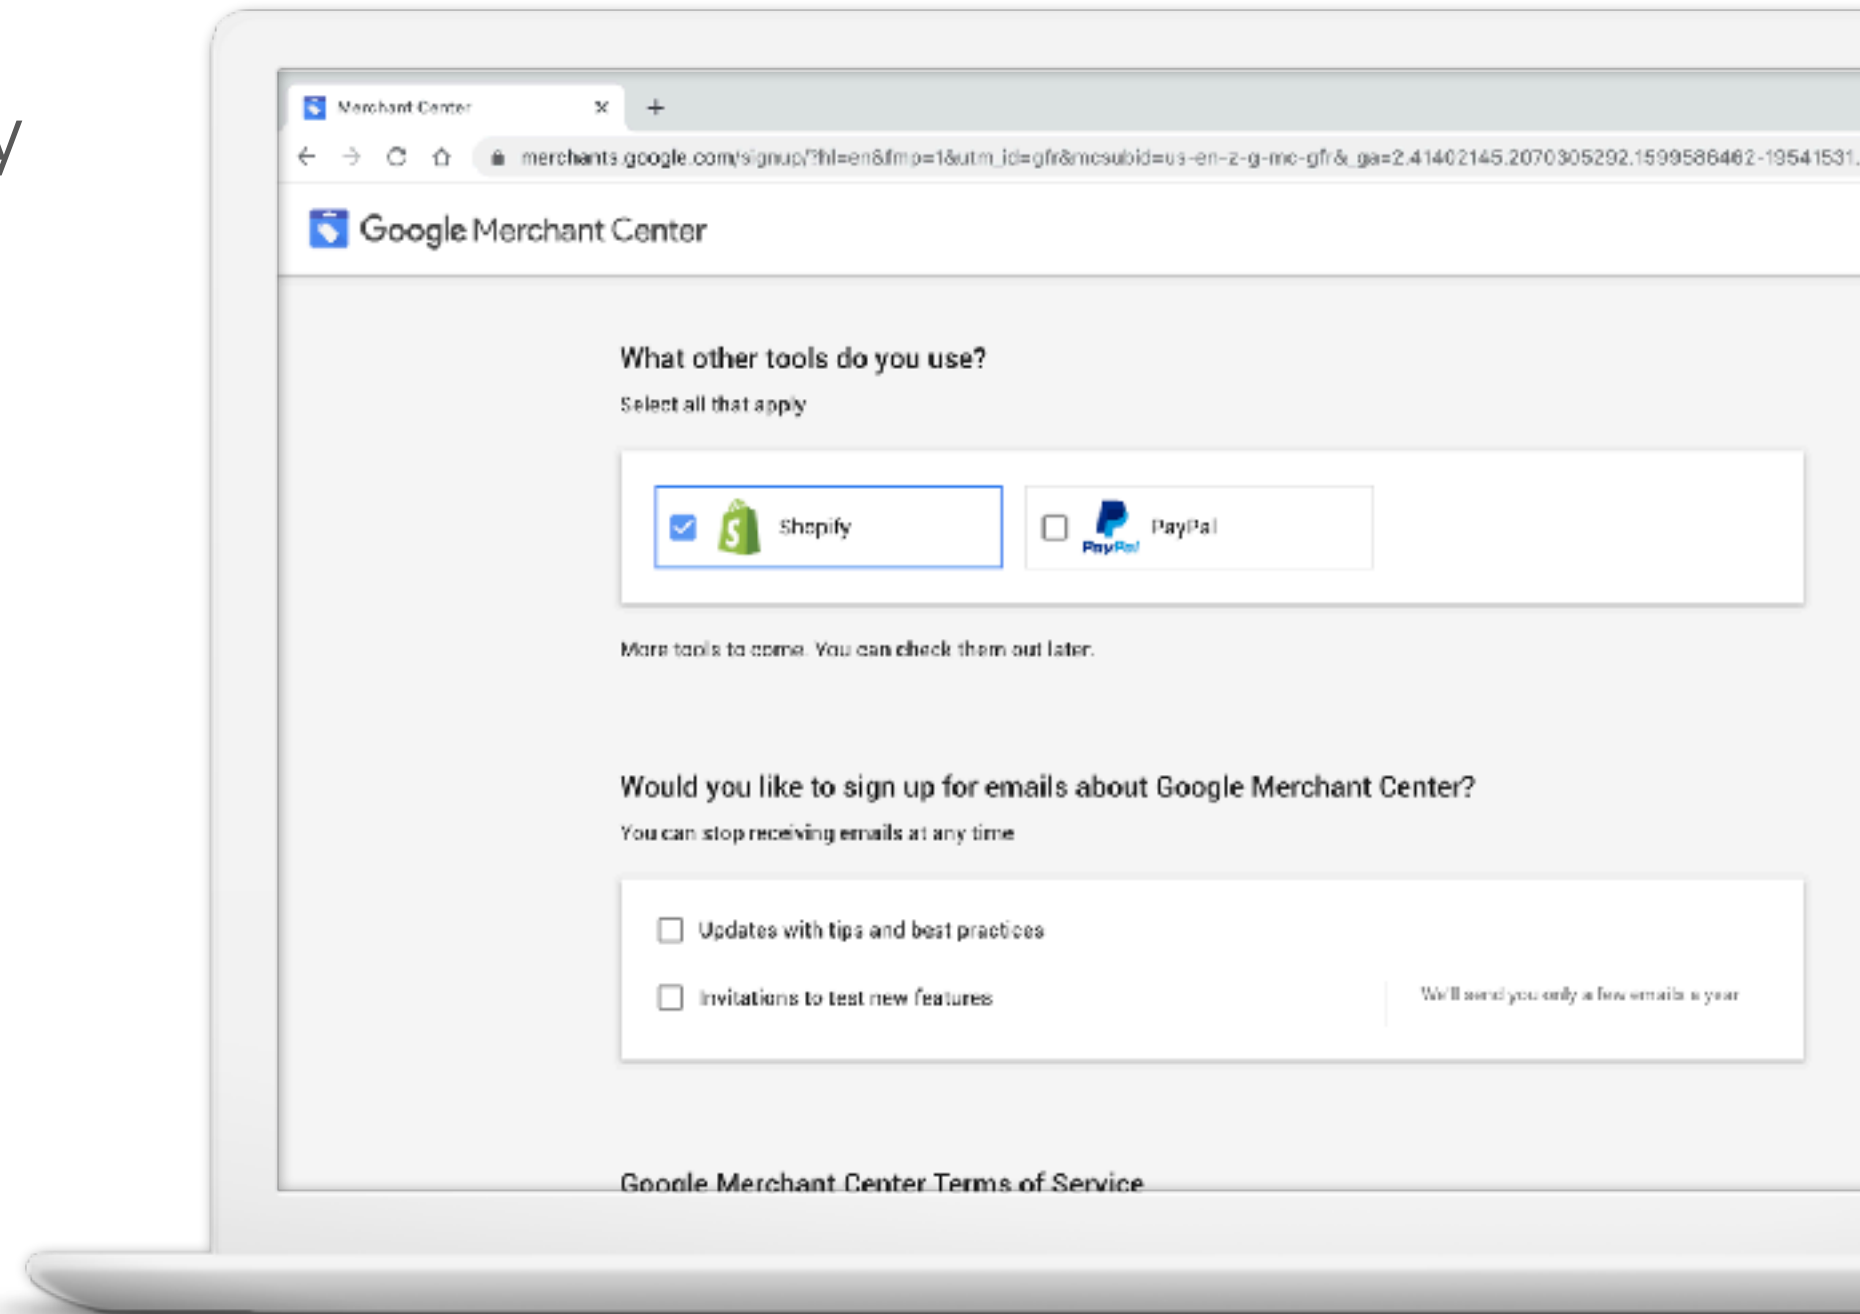 y
Merchant Center
merchants.google.com/signup/?hl=en&fmp=1&utm_id=gfr&mcsubid=us-en-z-g-mc-gfr&_ga=2.41402145.2070305292.1599586462-19541531.
Google Merchant Center
What other tools do you use?
Select all that apply
Shopify
PayPal
PayPal
More tools to come. You can check them out later.
Would you like to sign up for emails about Google Merchant Center?
You can stop receiving emails at any time
Updates with tips and best practices
Invitations to test new features
We'll send you only a few emails a year
Google Merchant Center Terms of Service